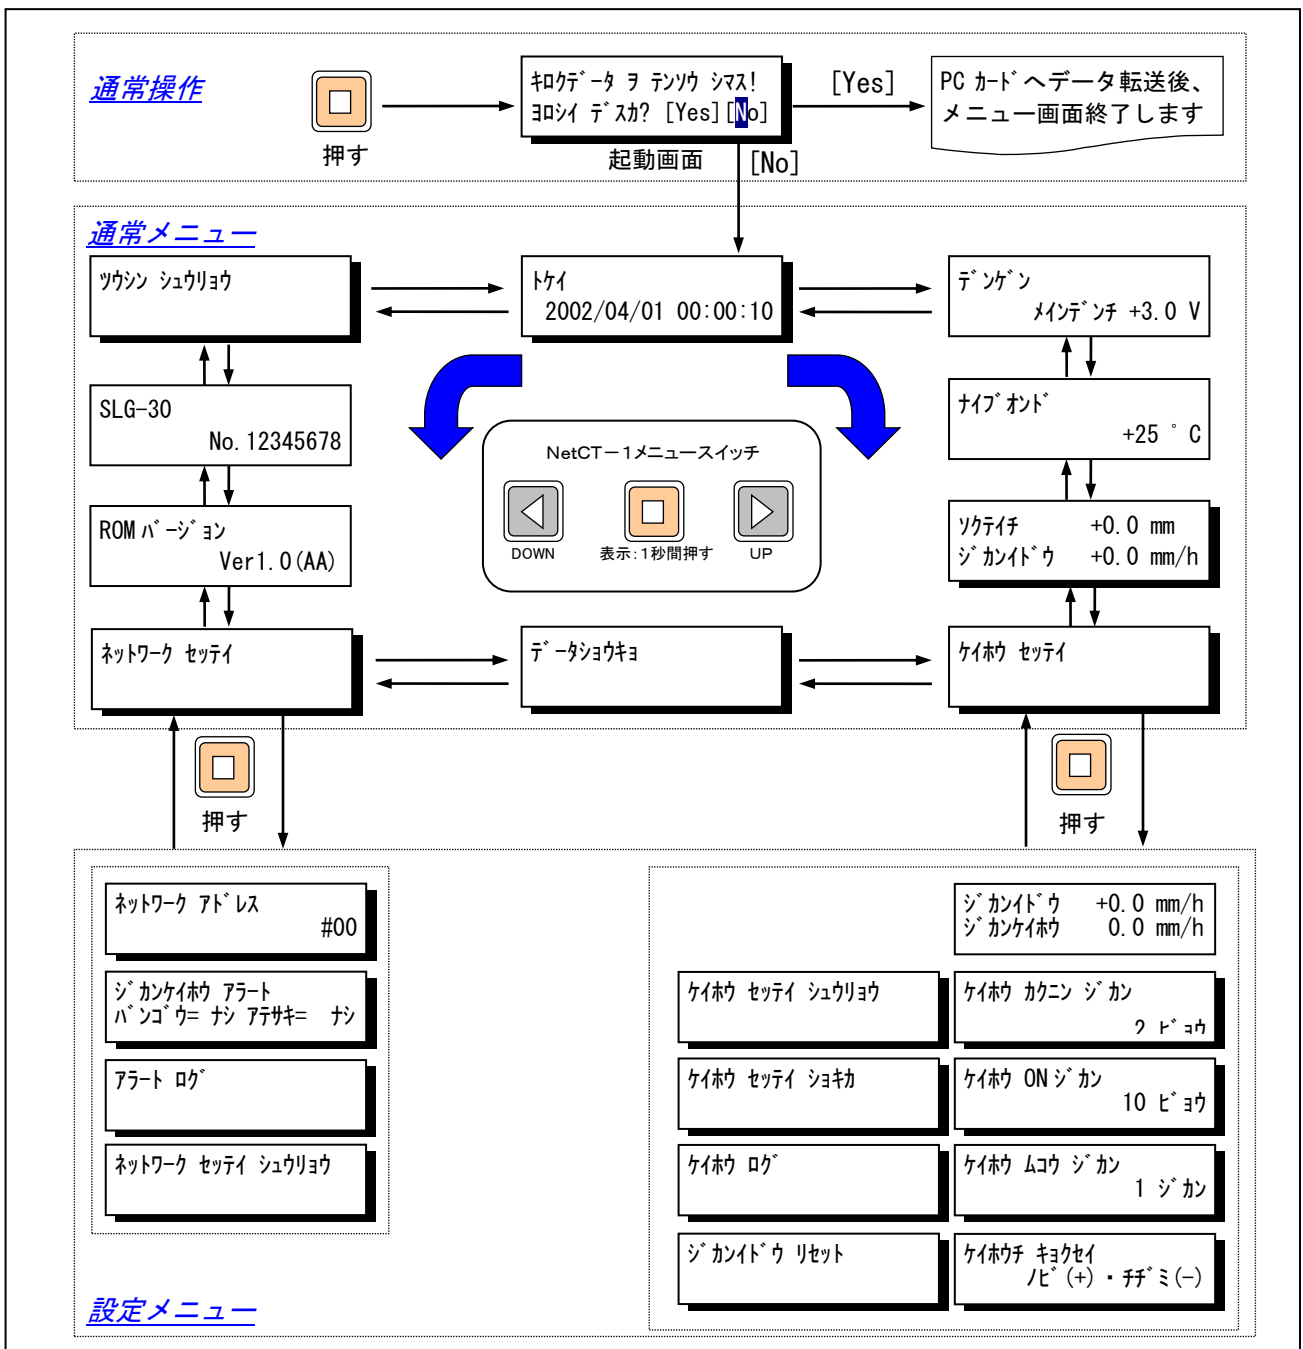 通常操作
押す
ｷﾛｸﾃﾞｰﾀ ｦ ﾃﾝｿｳ ｼﾏｽ!
ﾖﾛｼｲ ﾃﾞｽｶ? [Yes][No]
起動画面
[Yes]
[No]
PC ｶｰﾄﾞへデータ転送後、
メニュー画面終了します
通常メニュー
ﾂｳｼﾝ ｼｭｳﾘｮｳ
ﾄｹｲ
2002/04/01 00:00:10
ﾃﾞﾝｹﾞﾝ
ﾒｲﾝﾃﾞﾝﾁ +3.0 V
SLG-30
No.12345678
ﾅｲﾌﾞｵﾝﾄﾞ
+25 ﾟC
NetCT－1メニュースイッチ
DOWN
表示:1秒間押す
UP
ROM ﾊﾞｰｼﾞｮﾝ
Ver1.0(AA)
ｿｸﾃｲﾁ +0.0 mm
ｼﾞｶﾝｲﾄﾞｳ +0.0 mm/h
ﾈｯﾄﾜｰｸ ｾｯﾃｲ
ﾃﾞｰﾀｼｮｳｷｮ
ｹｲﾎｳ ｾｯﾃｲ
押す
押す
ﾈｯﾄﾜｰｸ ｱﾄﾞﾚｽ
#00
ｼﾞｶﾝｹｲﾎｳ ｱﾗｰﾄ
ﾊﾞﾝｺﾞｳ= ﾅｼ ｱﾃｻｷ= ﾅｼ
ｱﾗｰﾄ ﾛｸﾞ
ﾈｯﾄﾜｰｸ ｾｯﾃｲ ｼｭｳﾘｮｳ
ｼﾞｶﾝｲﾄﾞｳ +0.0 mm/h
ｼﾞｶﾝｹｲﾎｳ 0.0 mm/h
ｹｲﾎｳ ｾｯﾃｲ ｼｭｳﾘｮｳ
ｹｲﾎｳ ｶｸﾆﾝ ｼﾞｶﾝ
2 ﾋﾞｮｳ
ｹｲﾎｳ ｾｯﾃｲ ｼｮｷｶ
ｹｲﾎｳ ON ｼﾞｶﾝ
10 ﾋﾞｮｳ
ｹｲﾎｳ ﾛｸﾞ
ｹｲﾎｳ ﾑｺｳ ｼﾞｶﾝ
1 ｼﾞｶﾝ
ｼﾞｶﾝｲﾄﾞｳ ﾘｾｯﾄ
ｹｲﾎｳﾁ ｷｮｸｾｲ
ﾉﾋﾞ(+)・ﾁﾁﾞﾐ(-)
設定メニュー